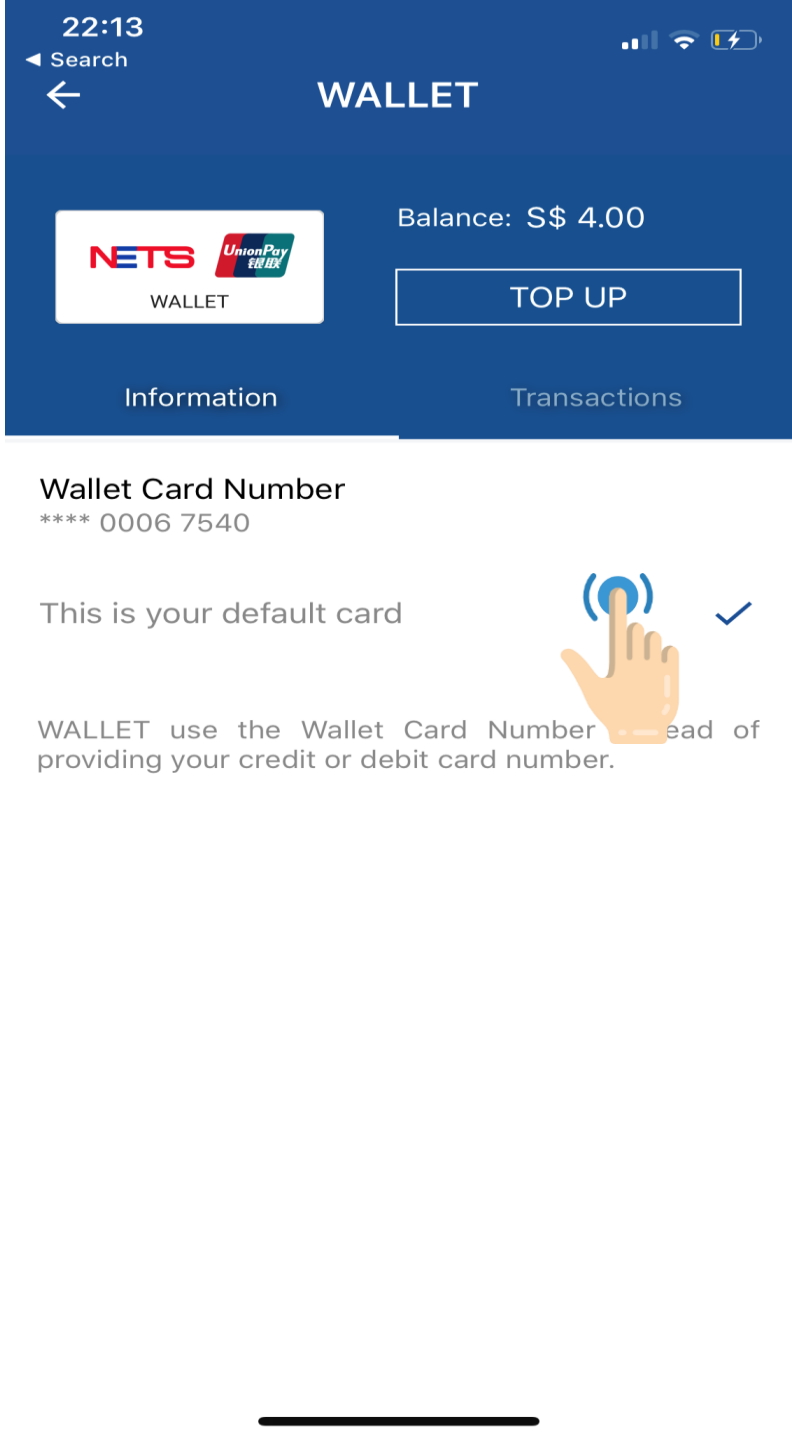 22:13
◀ Search
WALLET
Balance: S$ 4.00
NETS UnionPay
银联
WALLET
TOP UP
Information Transactions
Wallet Card Number
**** 0006 7540
This is your default card
WALLET use the Wallet Card Number ead of
providing your credit or debit card number.